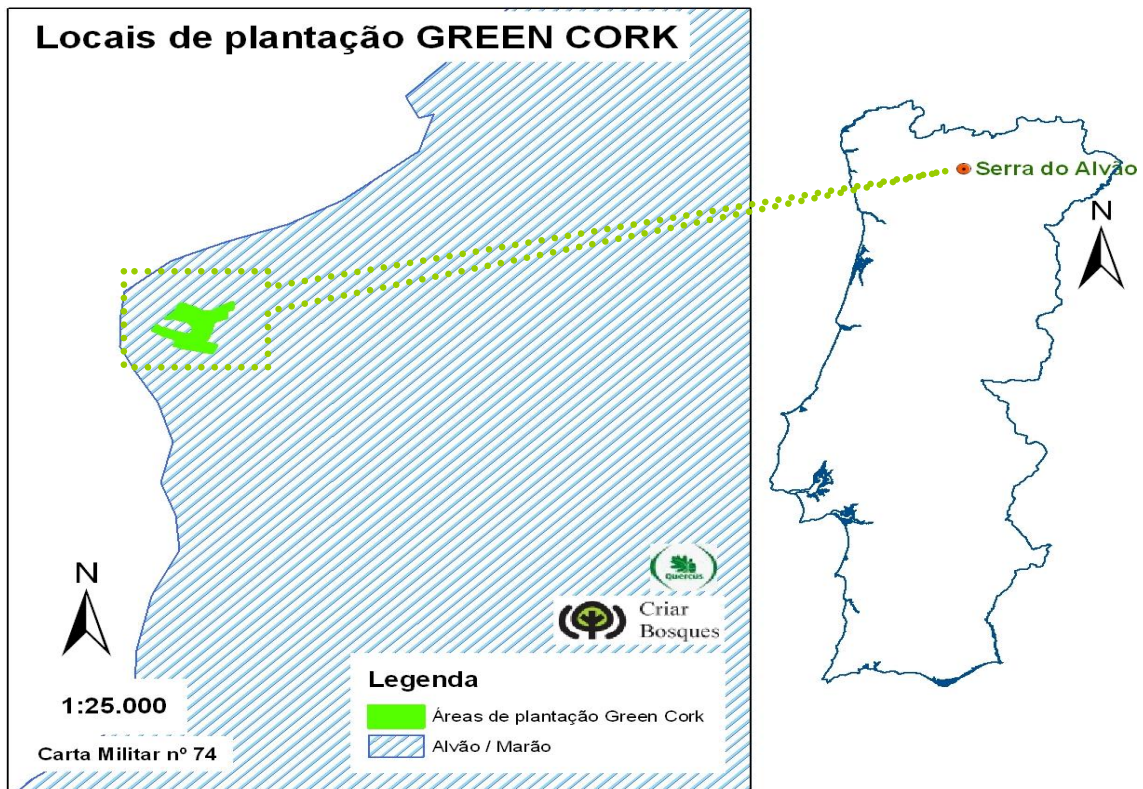 Locais de plantação GREEN CORK
Serra do Alvão
N
N
1:25.000
Carta Militar nº 74
Quercus
Criar
Bosques
Legenda
Áreas de plantação Green Cork
Alvão / Marão